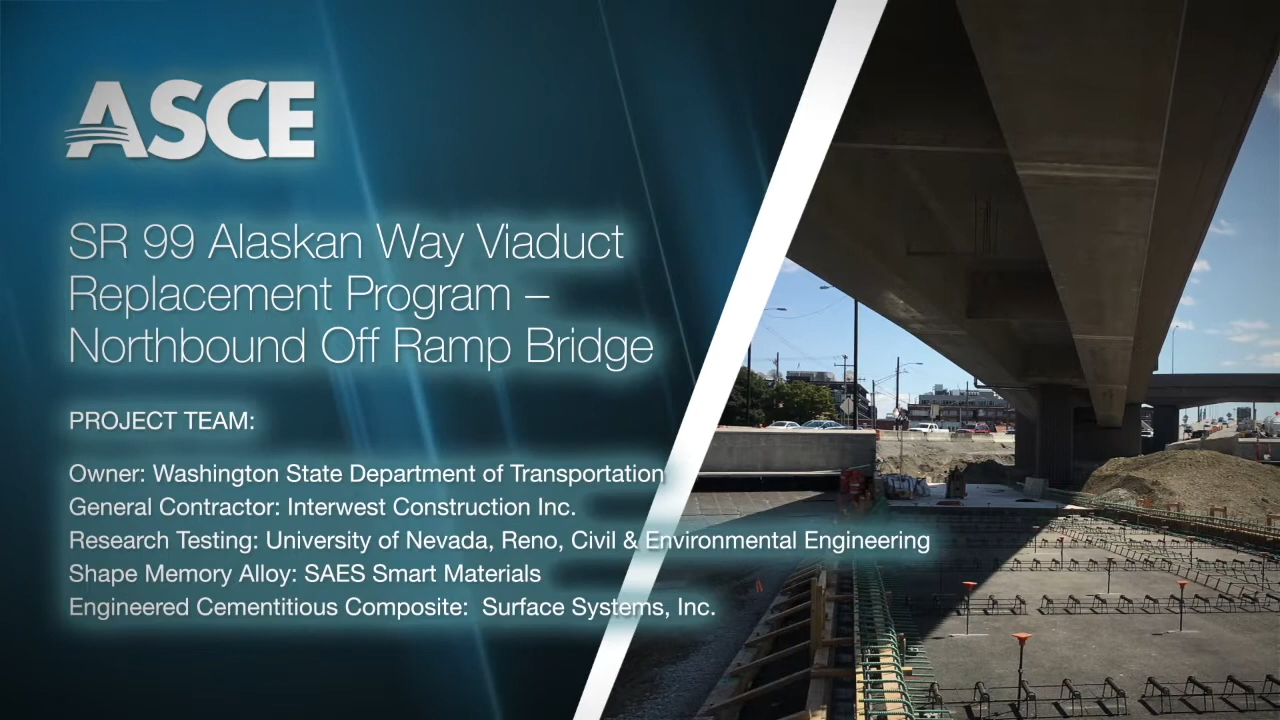 ASCE
SR 99 Alaskan Way Viaduct
Replacement Program –
Northbound Off Ramp Bridge
PROJECT TEAM:
Owner: Washington State Department of Transportation
General Contractor: Interwest Construction Inc.
Research Testing: University of Nevada, Reno, Civil & Environmental Engineering
Shape Memory Alloy: SAES Smart Materials
Engineered Cementitious Composite:  Surface Systems, Inc.